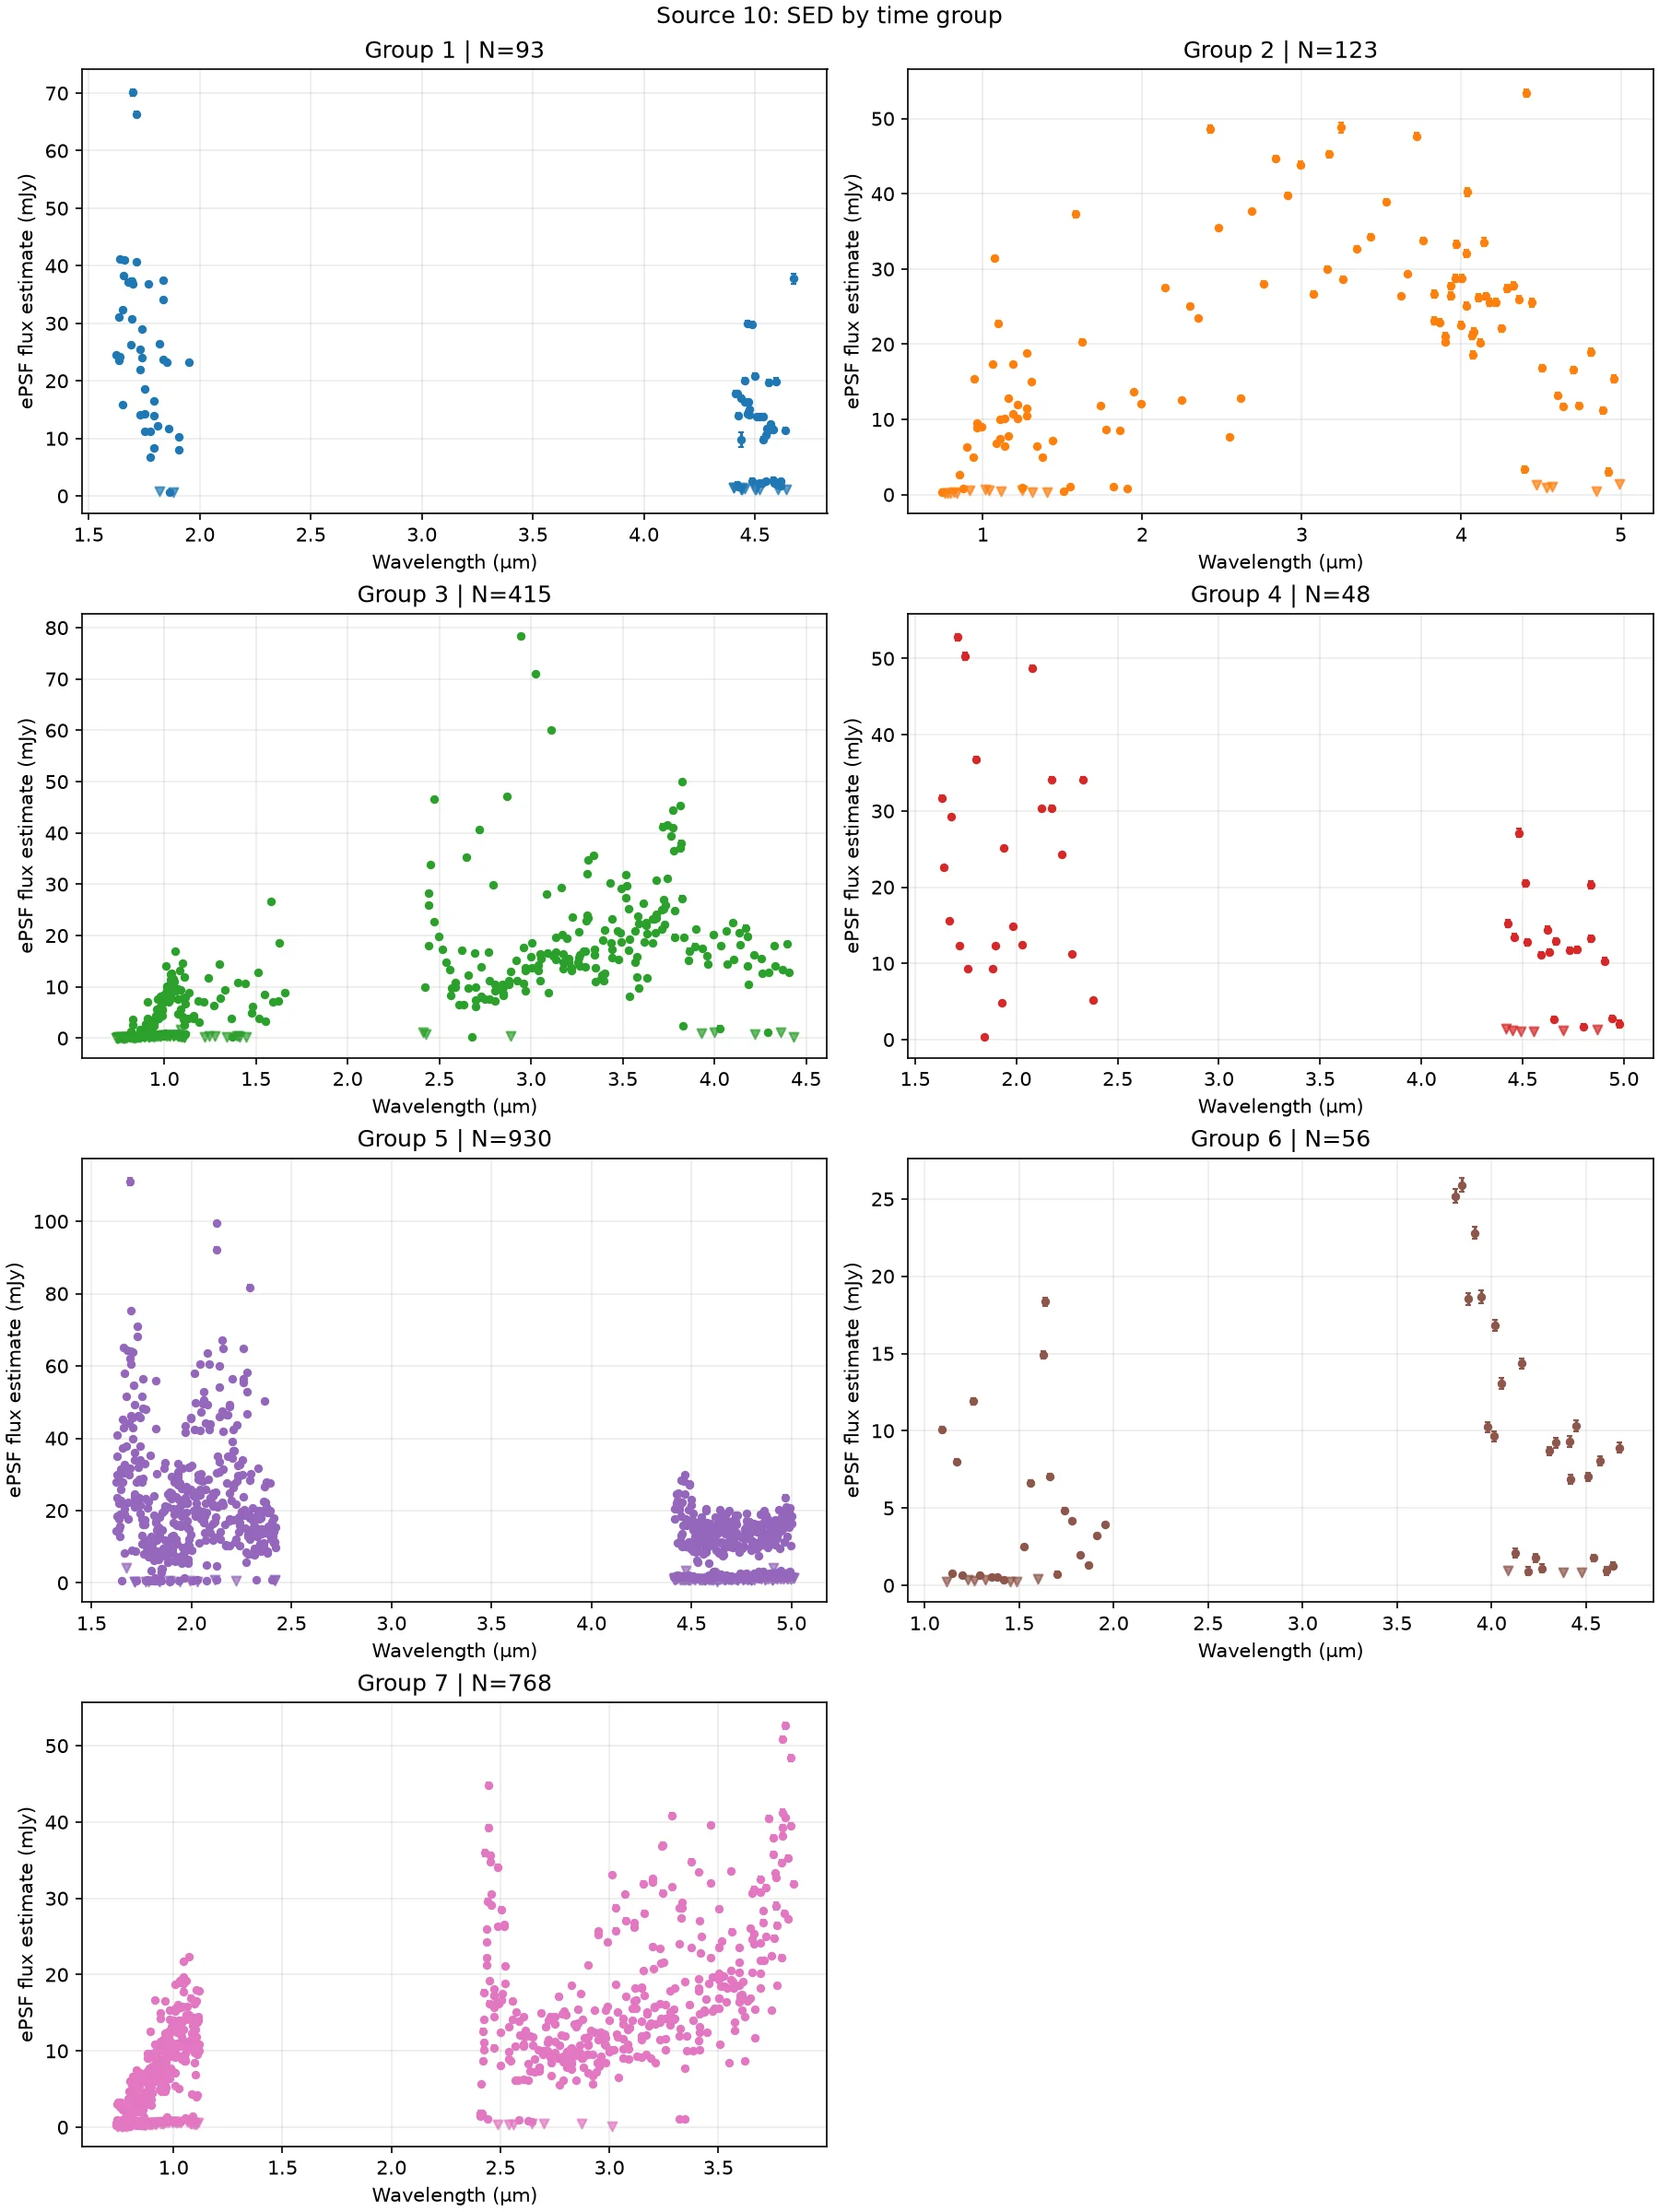 Source 10: SED by time group
Group 1 | N=93
70
60
50
40
30
20
10
0
ePSF flux estimate (mJy)
1.5 2.0 2.5 3.0 3.5 4.0 4.5
Wavelength (μm)
Group 2 | N=123
50
40
30
20
10
0
ePSF flux estimate (mJy)
1 2 3 4 5
Wavelength (μm)
Group 3 | N=415
80
70
60
50
40
30
20
10
0
ePSF flux estimate (mJy)
1.0 1.5 2.0 2.5 3.0 3.5 4.0 4.5
Wavelength (μm)
Group 4 | N=48
50
40
30
20
10
0
ePSF flux estimate (mJy)
1.5 2.0 2.5 3.0 3.5 4.0 4.5 5.0
Wavelength (μm)
Group 5 | N=930
100
80
60
40
20
0
ePSF flux estimate (mJy)
1.5 2.0 2.5 3.0 3.5 4.0 4.5 5.0
Wavelength (μm)
Group 6 | N=56
25
20
15
10
5
0
ePSF flux estimate (mJy)
1.0 1.5 2.0 2.5 3.0 3.5 4.0 4.5
Wavelength (μm)
Group 7 | N=768
50
40
30
20
10
0
ePSF flux estimate (mJy)
1.0 1.5 2.0 2.5 3.0 3.5
Wavelength (μm)